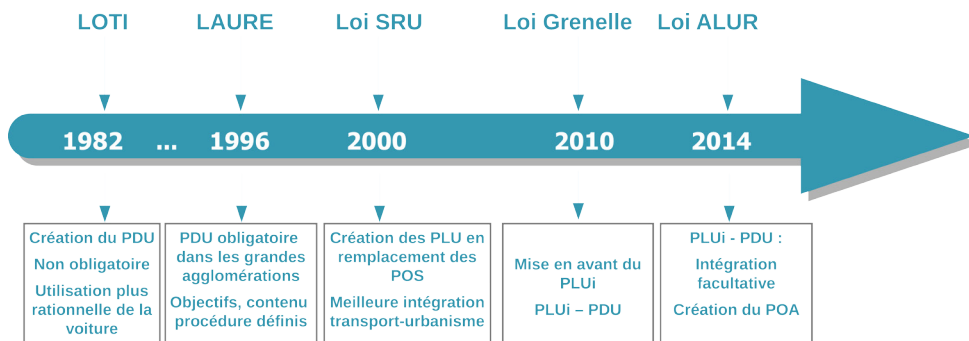 LOTI LAURE Loi SRU Loi Grenelle Loi ALUR
1982 ... 1996 2000 2010 2014
Création du PDU
Non obligatoire
Utilisation plus
rationnelle de la
voiture
PDU obligatoire
dans les grandes
agglomérations
Objectifs, contenu
procédure définis
Création des PLU en
remplacement des
POS
Meilleure intégration
transport-urbanisme
Mise en avant du
PLUi
PLUi – PDU
PLUi - PDU :
Intégration
facultative
Création du POA